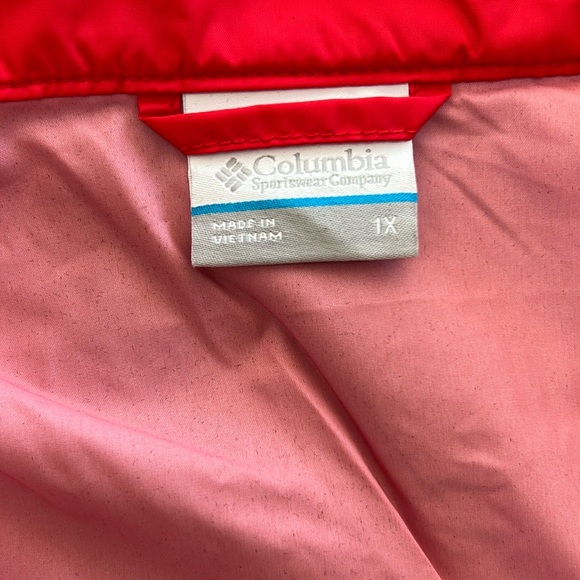 Columbia
Sportswear Company
MADE IN
VIETNAM
1X